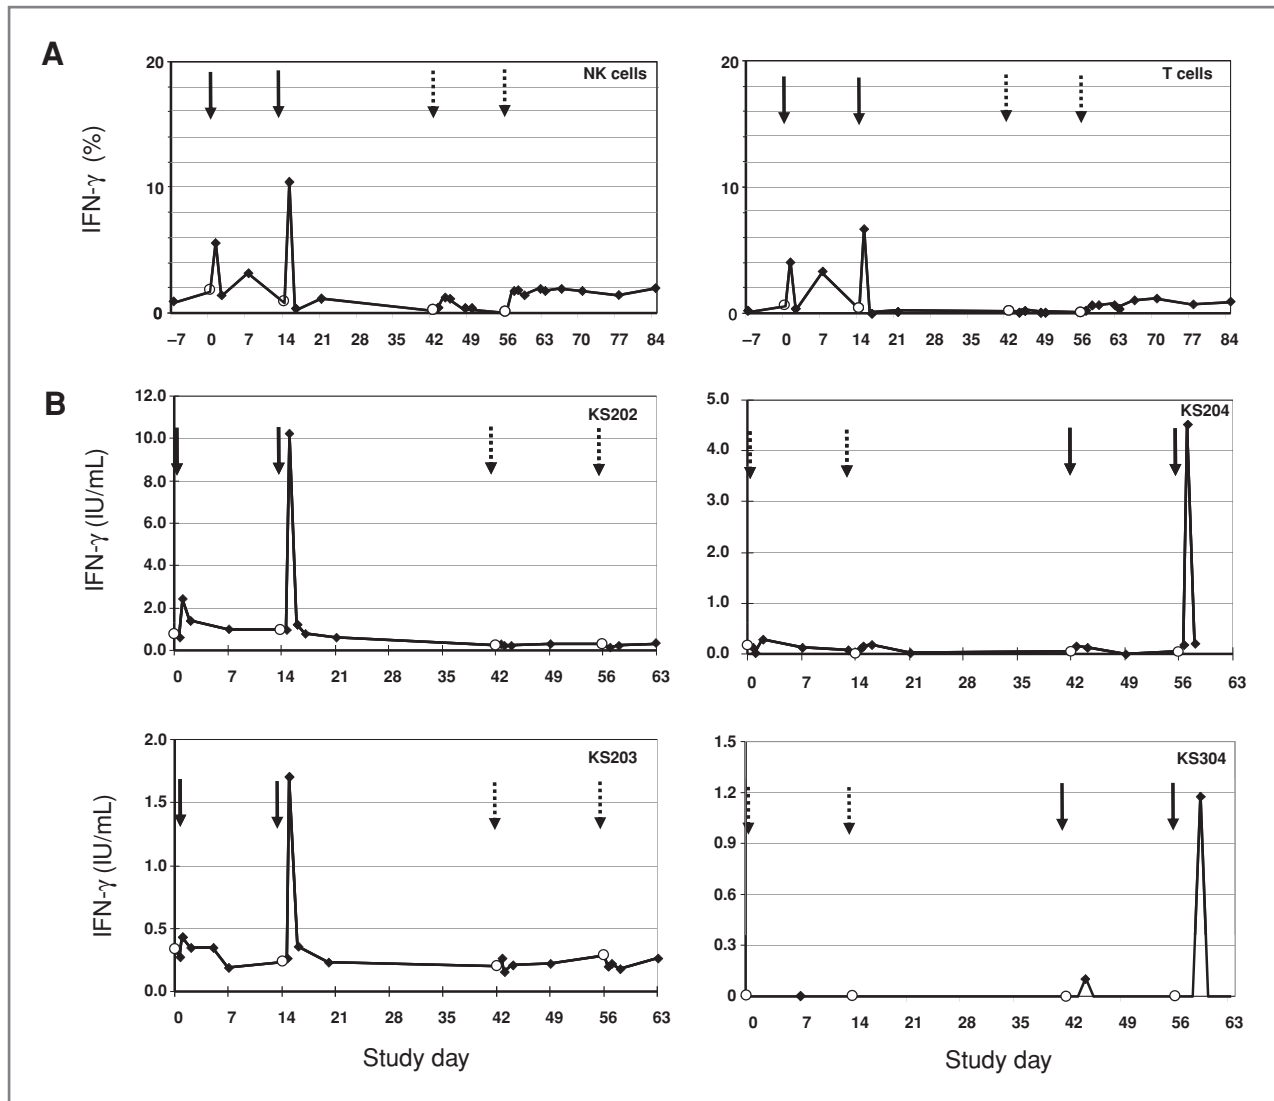 A
NK cells
IFN-γ (%)
20
10
0
–7 0 7 14 21 28 35 42 49 56 63 70 77 84
T cells
20
10
0
–7 0 7 14 21 28 35 42 49 56 63 70 77 84
B
KS202
IFN-γ (IU/mL)
12.0
10.0
8.0
6.0
4.0
2.0
0.0
0 7 14 21 28 35 42 49 56 63
KS204
5.0
4.0
3.0
2.0
1.0
0.0
0 7 14 21 28 35 42 49 56 63
KS203
IFN-γ (IU/mL)
2.0
1.5
1.0
0.5
0.0
0 7 14 21 28 35 42 49 56 63
Study day
KS304
1.5
1.2
0.9
0.6
0.3
0
0 7 14 21 28 35 42 49 56 63
Study day